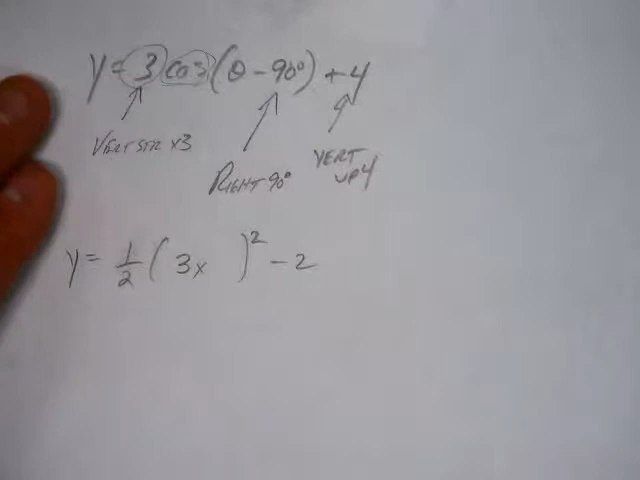 y = 3 cos(θ - 90°) + 4
VERT STR x3
RIGHT 90°
VERT
UP 4
y = 1/2 ( 3x )² - 2